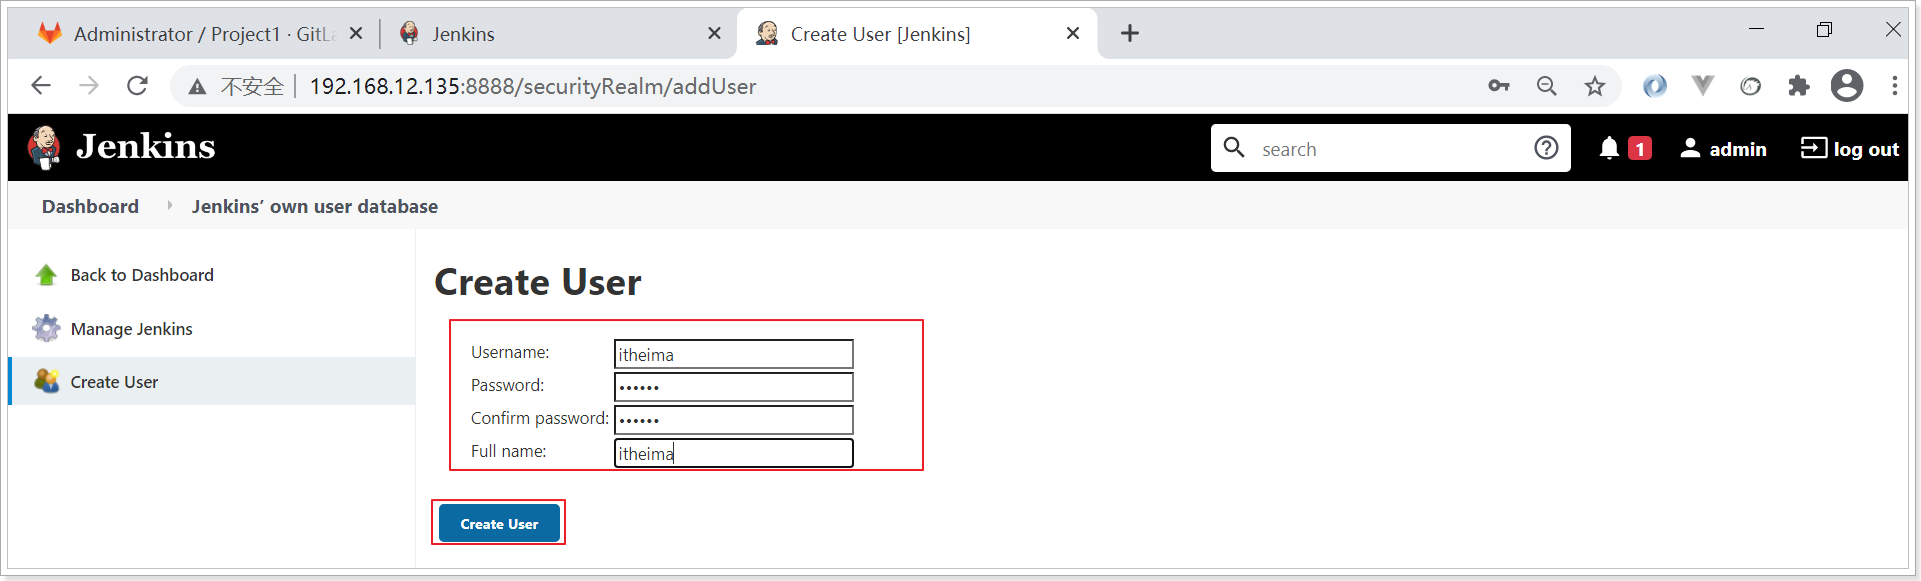 Administrator / Project1 · GitLa
Jenkins
Create User [Jenkins]
不安全 192.168.12.135:8888/securityRealm/addUser
Jenkins
search
1
admin
log out
Dashboard
Jenkins’ own user database
Back to Dashboard
Manage Jenkins
Create User
Create User
Username: itheima
Password: ••••••
Confirm password: ••••••
Full name: itheima
Create User